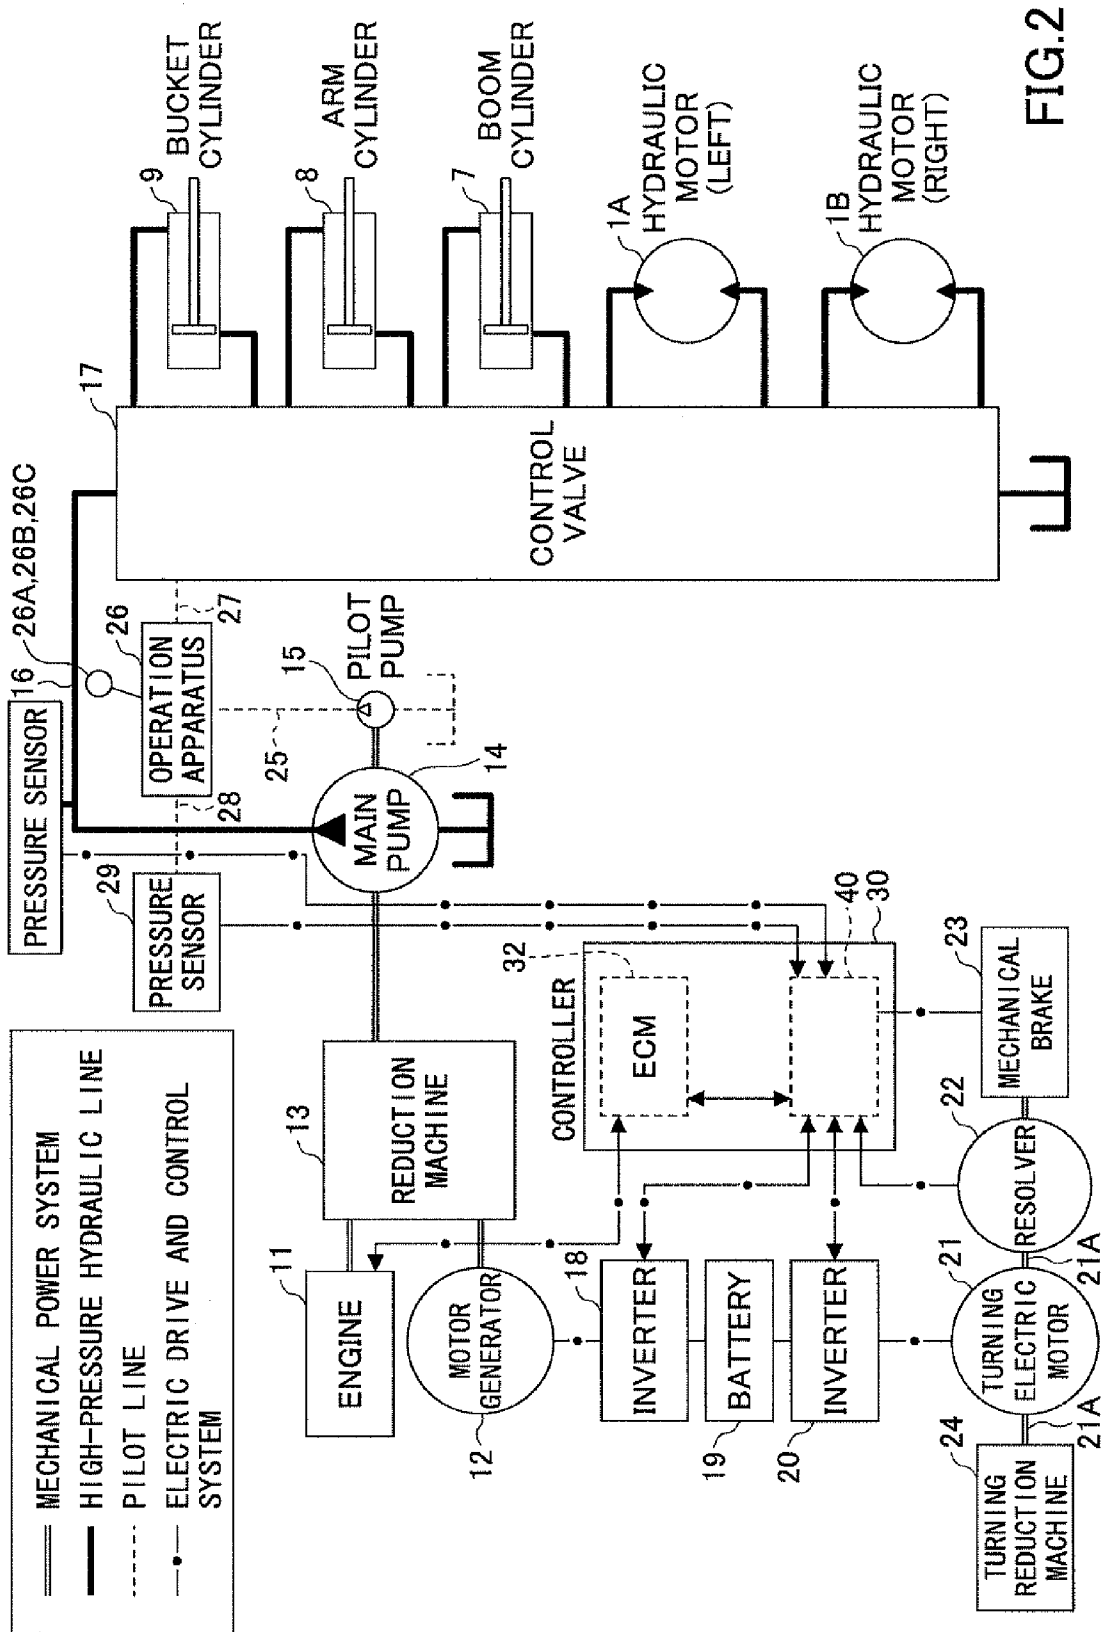 MECHANICAL POWER SYSTEM
HIGH-PRESSURE HYDRAULIC LINE
PILOT LINE
ELECTRIC DRIVE AND CONTROL
SYSTEM
PRESSURE SENSOR
16
26A,26B,26C
17
9
BUCKET
CYLINDER
8
ARM
CYLINDER
7
BOOM
CYLINDER
1A
HYDRAULIC
MOTOR
(LEFT)
1B
HYDRAULIC
MOTOR
(RIGHT)
CONTROL
VALVE
29
PRESSURE
SENSOR
28
26
OPERATION
APPARATUS
27
25
15
PILOT
PUMP
MAIN
PUMP
14
13
REDUCTION
MACHINE
11
ENGINE
MOTOR
GENERATOR
12
CONTROLLER
32
ECM
40
30
18
INVERTER
BATTERY
19
INVERTER
20
23
MECHANICAL
BRAKE
22
RESOLVER
21A
21
TURNING
ELECTRIC
MOTOR
21A
24
TURNING
REDUCTION
MACHINE
FIG.2